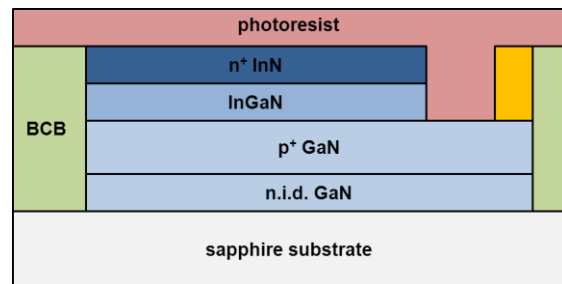 photoresist
n⁺ InN
InGaN
BCB
p⁺ GaN
n.i.d. GaN
sapphire substrate